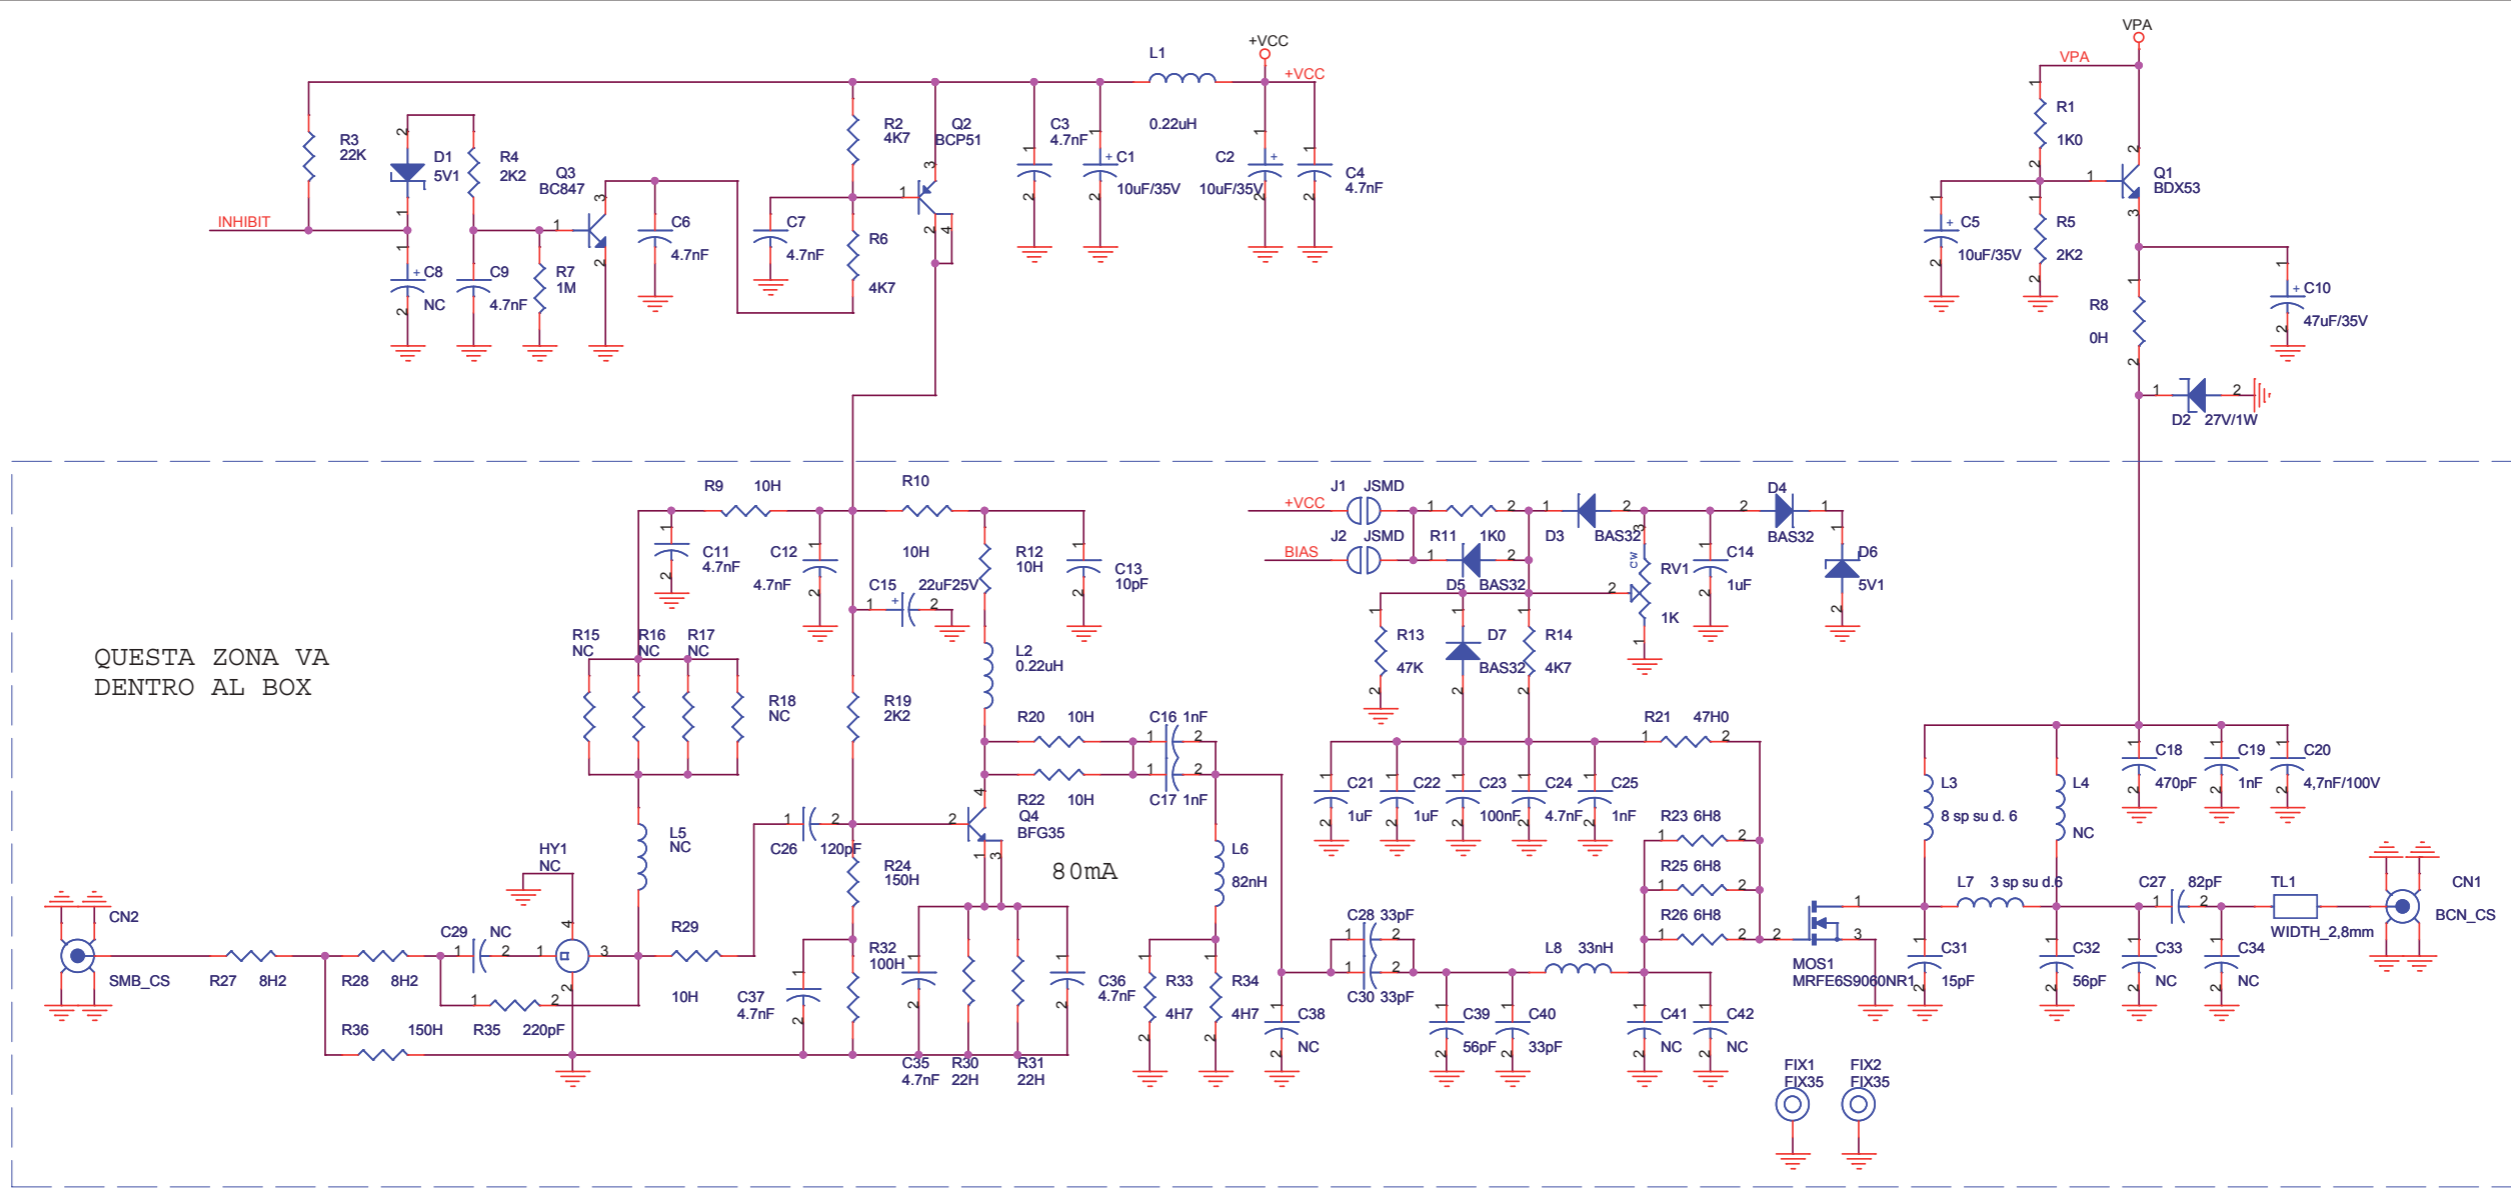 VPA
+VCC
L1
VPA
+VCC
0.22uH
R3
22K
D1
5V1
R4
2K2
Q3
BC847
R2
4K7
Q2
BCP51
C3
4.7nF
C1
10uF/35V
C2
10uF/35V
C4
4.7nF
R1
1K0
Q1
BDX53
INHIBIT
C6
4.7nF
C7
4.7nF
R6
4K7
C5
10uF/35V
R5
2K2
C8
NC
C9
4.7nF
R7
1M
R8
0H
C10
47uF/35V
D2 27V/1W
R9 10H
R10
10H
C11
4.7nF
C12
4.7nF
R12
10H
C13
10pF
C15 22uF25V
+VCC
J1 JSMD
BIAS
J2 JSMD
R11 1K0
D3 BAS32
D4
BAS32
D5 BAS32
CW
RV1
1K
C14
1uF
D6
5V1
QUESTA ZONA VA
DENTRO AL BOX
R15
NC
R16
NC
R17
NC
R18
NC
L2
0.22uH
R13
47K
D7
BAS32
R14
4K7
R19
2K2
R20 10H
C16 1nF
R21 47H0
R22 10H
C17 1nF
Q4
BFG35
C21
1uF
C22
1uF
C23
100nF
C24
4.7nF
C25
1nF
L3
8 sp su d. 6
L4
NC
C18
470pF
C19
1nF
C20
4,7nF/100V
HY1
NC
L5
NC
C26 120pF
R24
150H
80mA
L6
82nH
R23 6H8
R25 6H8
R26 6H8
L7 3 sp su d.6
C27 82pF
TL1
WIDTH_2,8mm
CN1
BCN_CS
CN2
SMB_CS
C29 NC
R29
10H
R27 8H2
R28 8H2
R32
100H
C28 33pF
C30 33pF
L8 33nH
MOS1
MRFE6S9060NR1
C31
15pF
C32
56pF
C33
NC
C34
NC
C37
4.7nF
C36
4.7nF
R33
4H7
R34
4H7
C38
NC
C39
56pF
C40
33pF
C41
NC
C42
NC
R36 150H
R35 220pF
C35
4.7nF
R30
22H
R31
22H
FIX1
FIX35
FIX2
FIX35